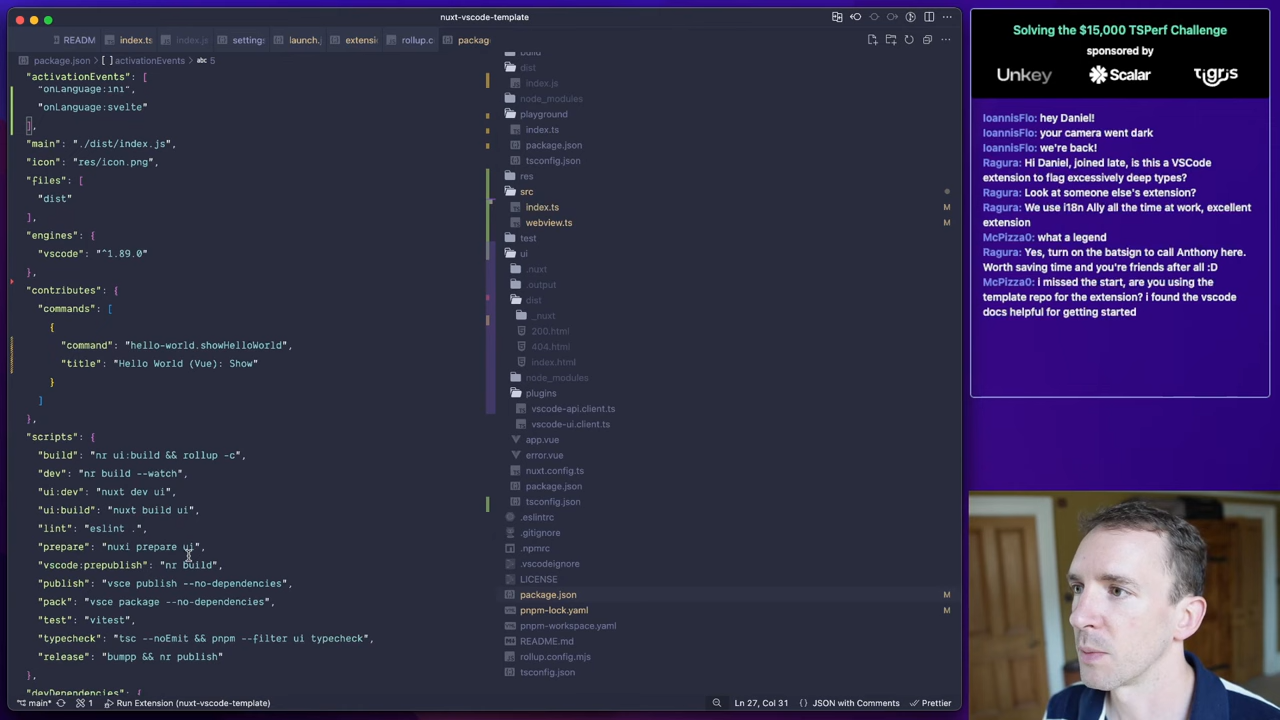 nuxt-vscode-template
READM
index.ts
index.js
setting:
launch.j
extensio
rollup.c
packag
package.json > [ ] activationEvents > abc 5
"activationEvents": [
"onLanguage:ini",
"onLanguage:svelte"
],
"main": "./dist/index.js",
"icon": "res/icon.png",
"files": [
"dist"
],
"engines": {
"vscode": "^1.89.0"
},
"contributes": {
"commands": [
{
"command": "hello-world.showHelloWorld",
"title": "Hello World (Vue): Show"
}
]
},
"scripts": {
"build": "nr ui:build && rollup -c",
"dev": "nr build --watch",
"ui:dev": "nuxt dev ui",
"ui:build": "nuxt build ui",
"lint": "eslint .",
"prepare": "nuxi prepare ui",
"vscode:prepublish": "nr build",
"publish": "vsce publish --no-dependencies",
"pack": "vsce package --no-dependencies",
"test": "vitest",
"typecheck": "tsc --noEmit && pnpm --filter ui typecheck",
"release": "bumpp && nr publish"
},
"devDependencies": {
build
dist
index.js
node_modules
playground
index.ts
package.json
tsconfig.json
res
src
index.ts M
webview.ts M
test
ui
.nuxt
.output
dist
_nuxt
200.html
404.html
index.html
node_modules
plugins
vscode-api.client.ts
vscode-ui.client.ts
app.vue
error.vue
nuxt.config.ts
package.json
tsconfig.json
.eslintrc
.gitignore
.npmrc
.vscodeignore
LICENSE
package.json M
pnpm-lock.yaml M
pnpm-workspace.yaml
README.md
rollup.config.mjs
tsconfig.json
main* 1 Run Extension (nuxt-vscode-template)
Ln 27, Col 31 {} JSON with Comments Prettier
Solving the $15,000 TSPerf Challenge
sponsored by
Unkey Scalar tigris
IoannisFlo: hey Daniel!
IoannisFlo: your camera went dark
IoannisFlo: we're back!
Ragura: Hi Daniel, joined late, is this a VSCode
extension to flag excessively deep types?
Ragura: Look at someone else's extension?
Ragura: We use i18n Ally all the time at work, excellent
extension
McPizza0: what a legend
Ragura: Yes, turn on the batsign to call Anthony here.
Worth saving time and you're friends after all :D
McPizza0: i missed the start, are you using the
template repo for the extension? i found the vscode
docs helpful for getting started